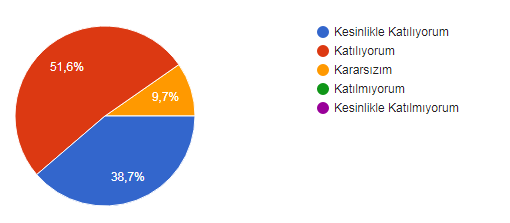 51,6%
9,7%
38,7%
Kesinlikle Katılıyorum
Katılıyorum
Kararsızım
Katılmıyorum
Kesinlikle Katılmıyorum